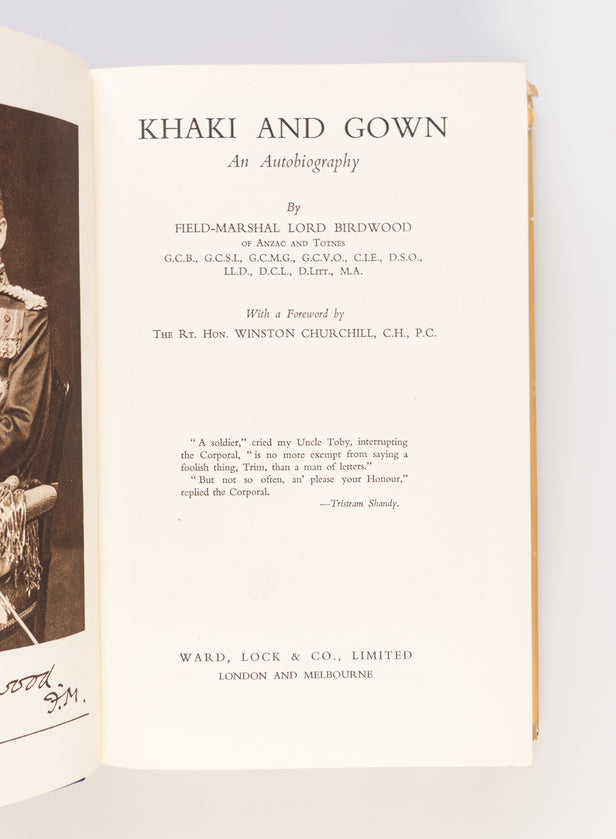 KHAKI AND GOWN
An Autobiography
By
FIELD-MARSHAL LORD BIRDWOOD
OF ANZAC AND TOTNES
G.C.B., G.C.S.I., G.C.M.G., G.C.V.O., C.I.E., D.S.O.,
LL.D., D.C.L., D.LITT., M.A.
With a Foreword by
THE RT. HON. WINSTON CHURCHILL, C.H., P.C.
“A soldier,” cried my Uncle Toby, interrupting
the Corporal, “is no more exempt from saying a
foolish thing, Trim, than a man of letters.”
“But not so often, an' please your Honour,”
replied the Corporal.
—Tristram Shandy.
WARD, LOCK & CO., LIMITED
LONDON AND MELBOURNE
wood.
F.M.